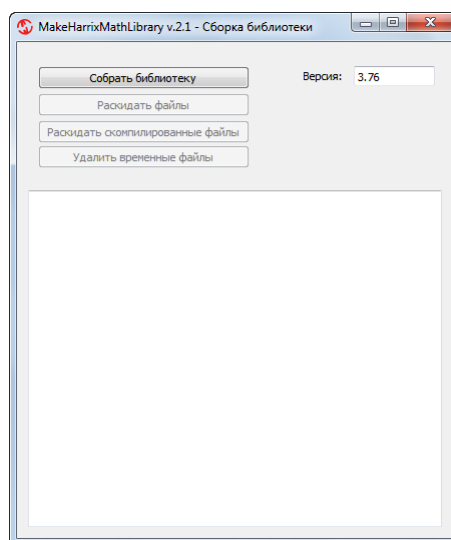 MakeHarrixMathLibrary v.2.1 - Сборка библиотеки
Собрать библиотеку
Версия: 3.76
Раскидать файлы
Раскидать скомпилированные файлы
Удалить временные файлы